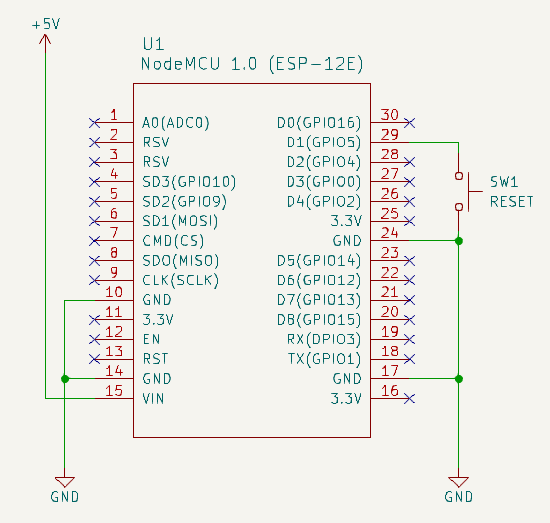 +5V
U1
NodeMCU 1.0 (ESP-12E)
1 A0(ADC0) D0(GPIO16) 30
2 RSV D1(GPIO5) 29
3 RSV D2(GPIO4) 28
4 SD3(GPIO10) D3(GPIO0) 27
5 SD2(GPIO9) D4(GPIO2) 26
6 SD1(MOSI) 3.3V 25
7 CMD(CS) GND 24
8 SDO(MISO) D5(GPIO14) 23
9 CLK(SCLK) D6(GPIO12) 22
10 GND D7(GPIO13) 21
11 3.3V D8(GPIO15) 20
12 EN RX(DPIO3) 19
13 RST TX(GPIO1) 18
14 GND GND 17
15 VIN 3.3V 16
SW1
RESET
GND
GND